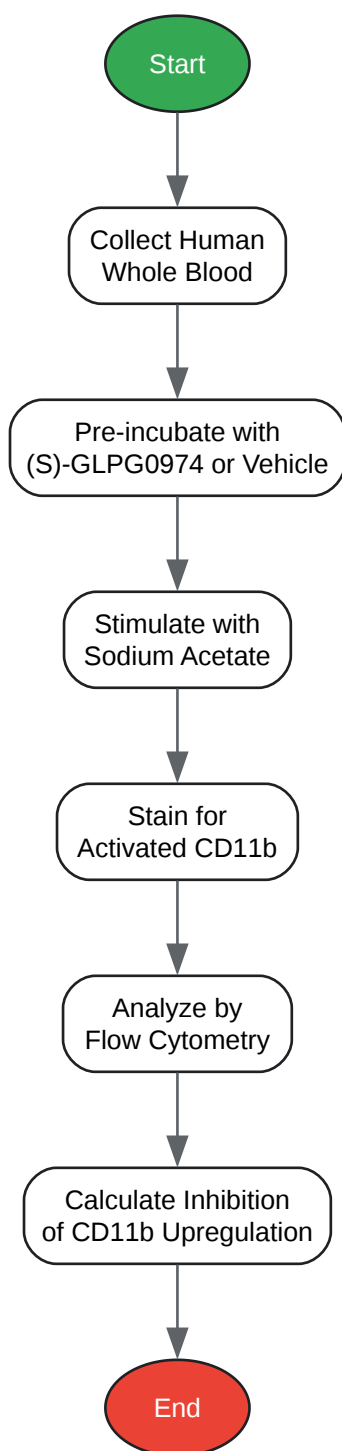 Start
Collect Human
Whole Blood
Pre-incubate with
(S)-GLPG0974 or Vehicle
Stimulate with
Sodium Acetate
Stain for
Activated CD11b
Analyze by
Flow Cytometry
Calculate Inhibition
of CD11b Upregulation
End